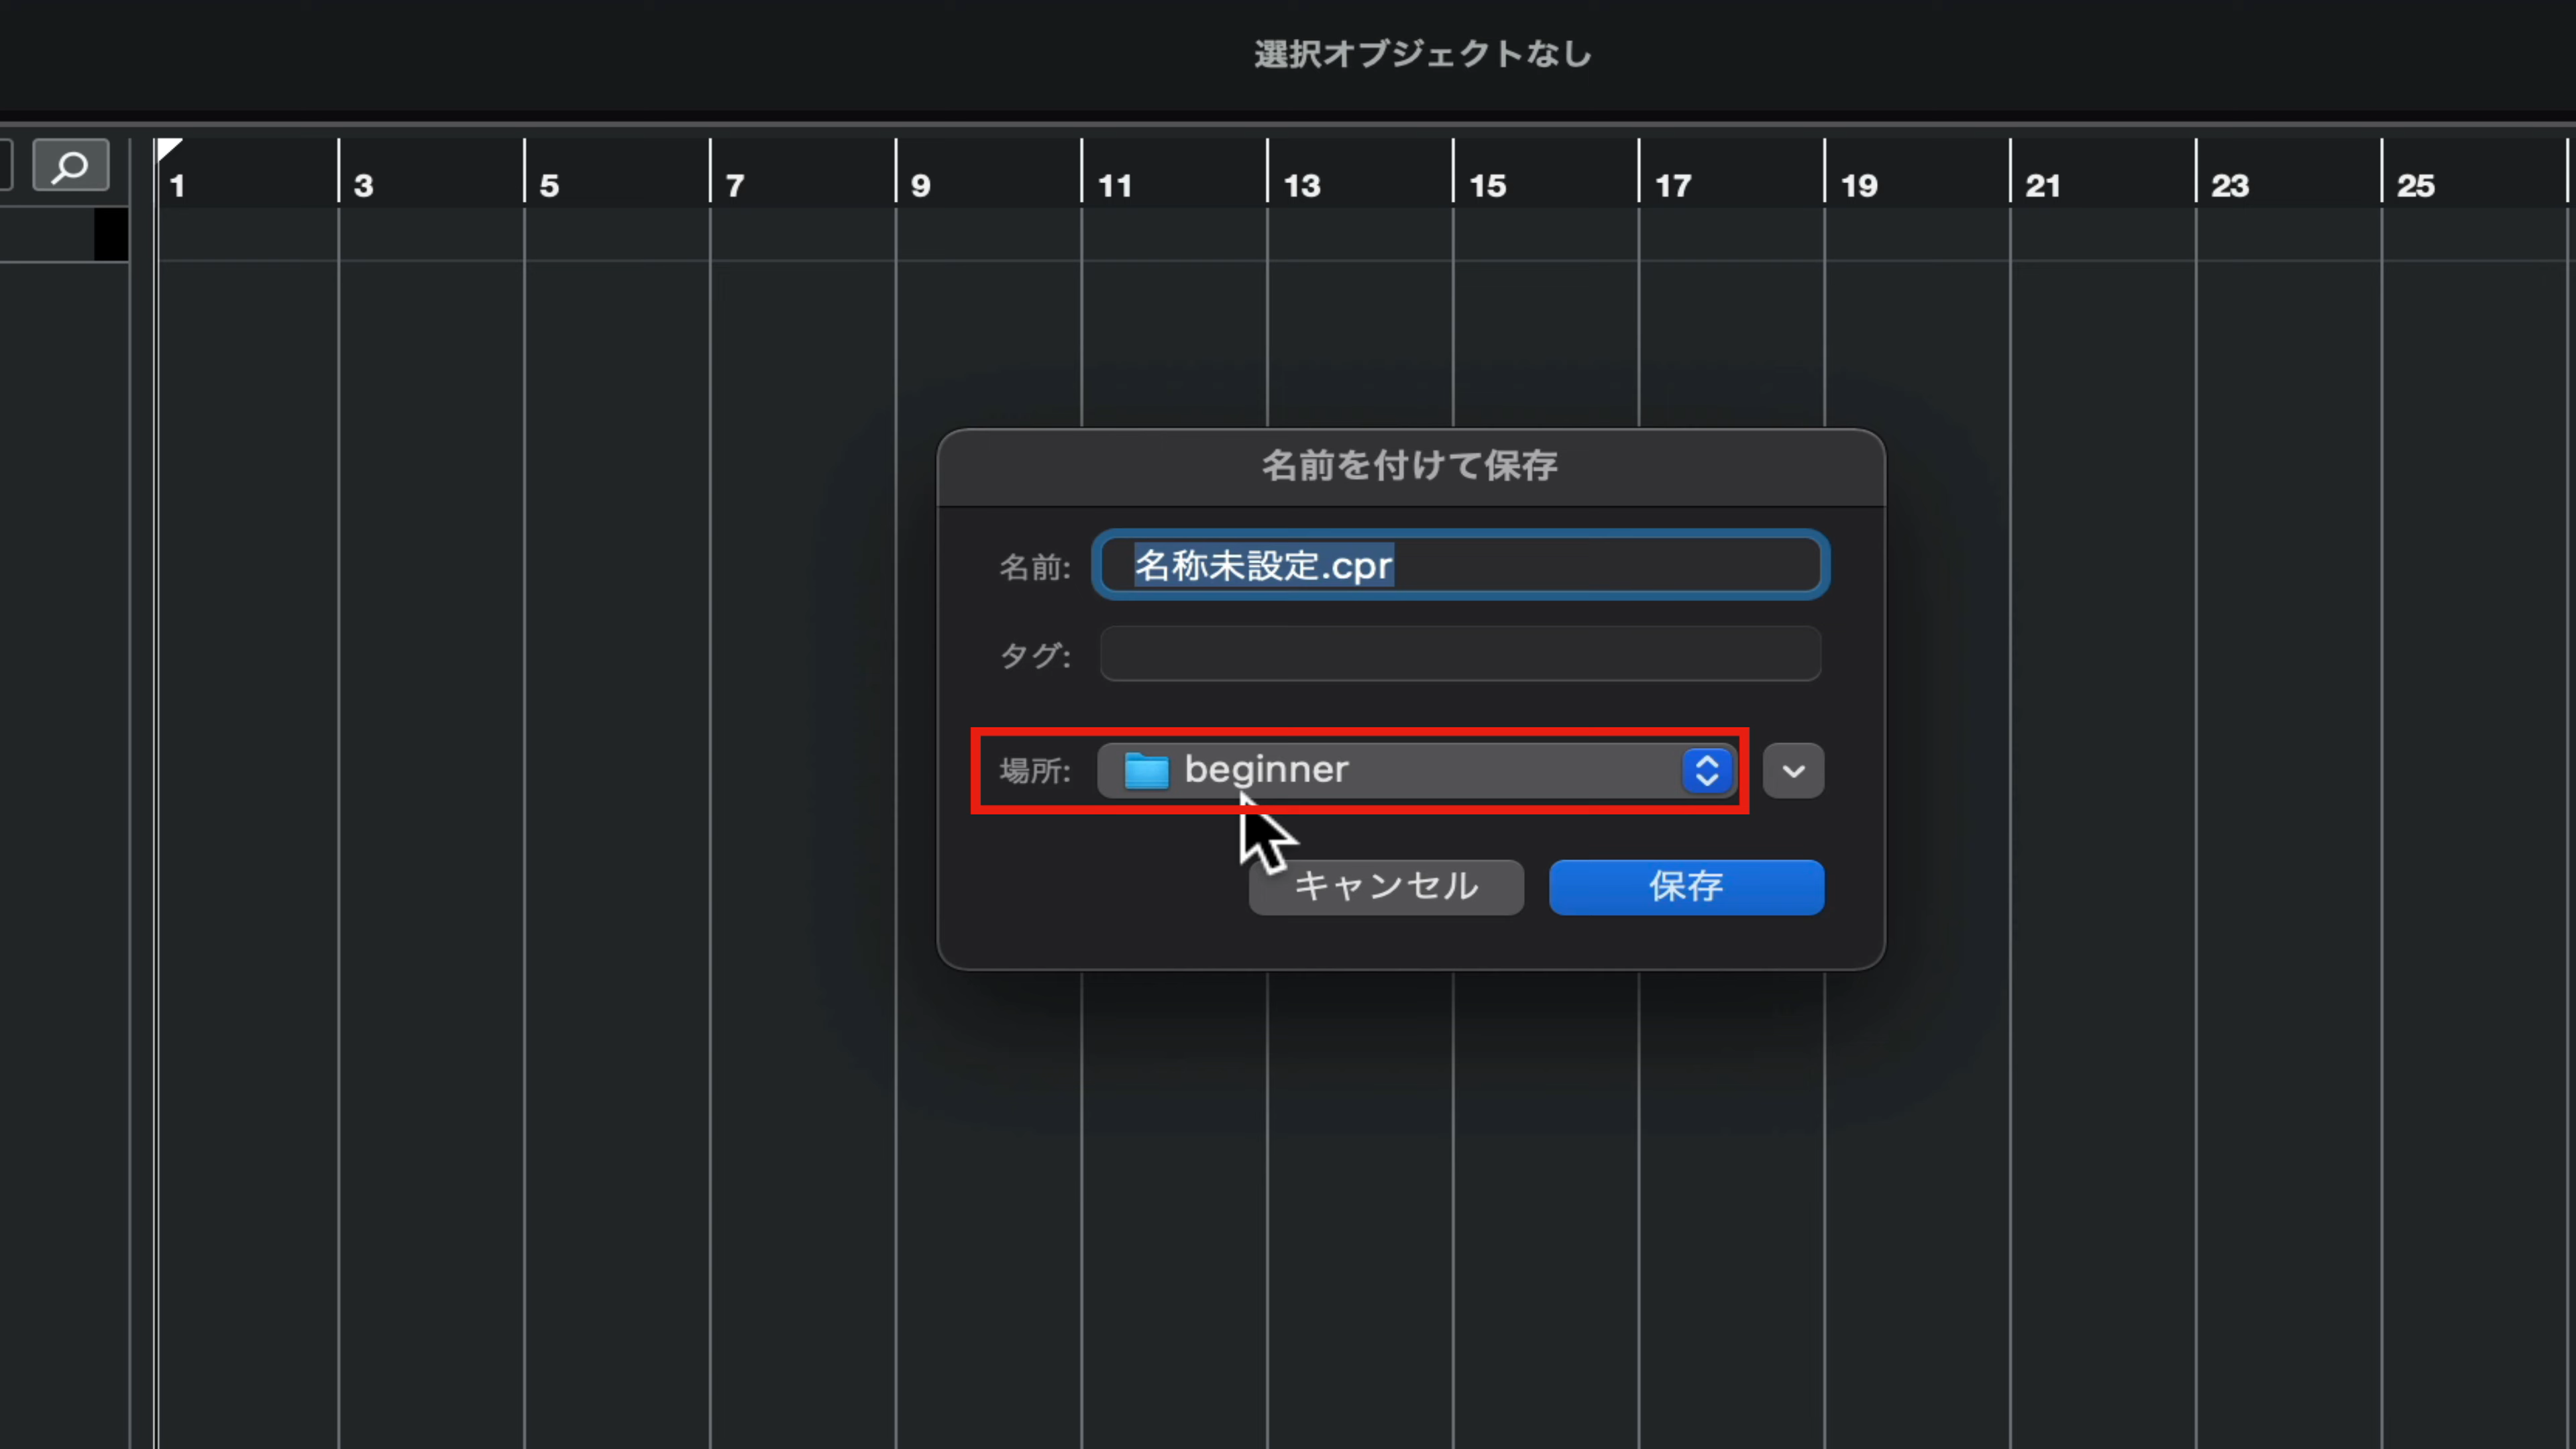 選択オブジェクトなし
1 3 5 7 9 11 13 15 17 19 21 23 25
名前を付けて保存
名前: 名称未設定.cpr
タグ:
場所: beginner
キャンセル 保存